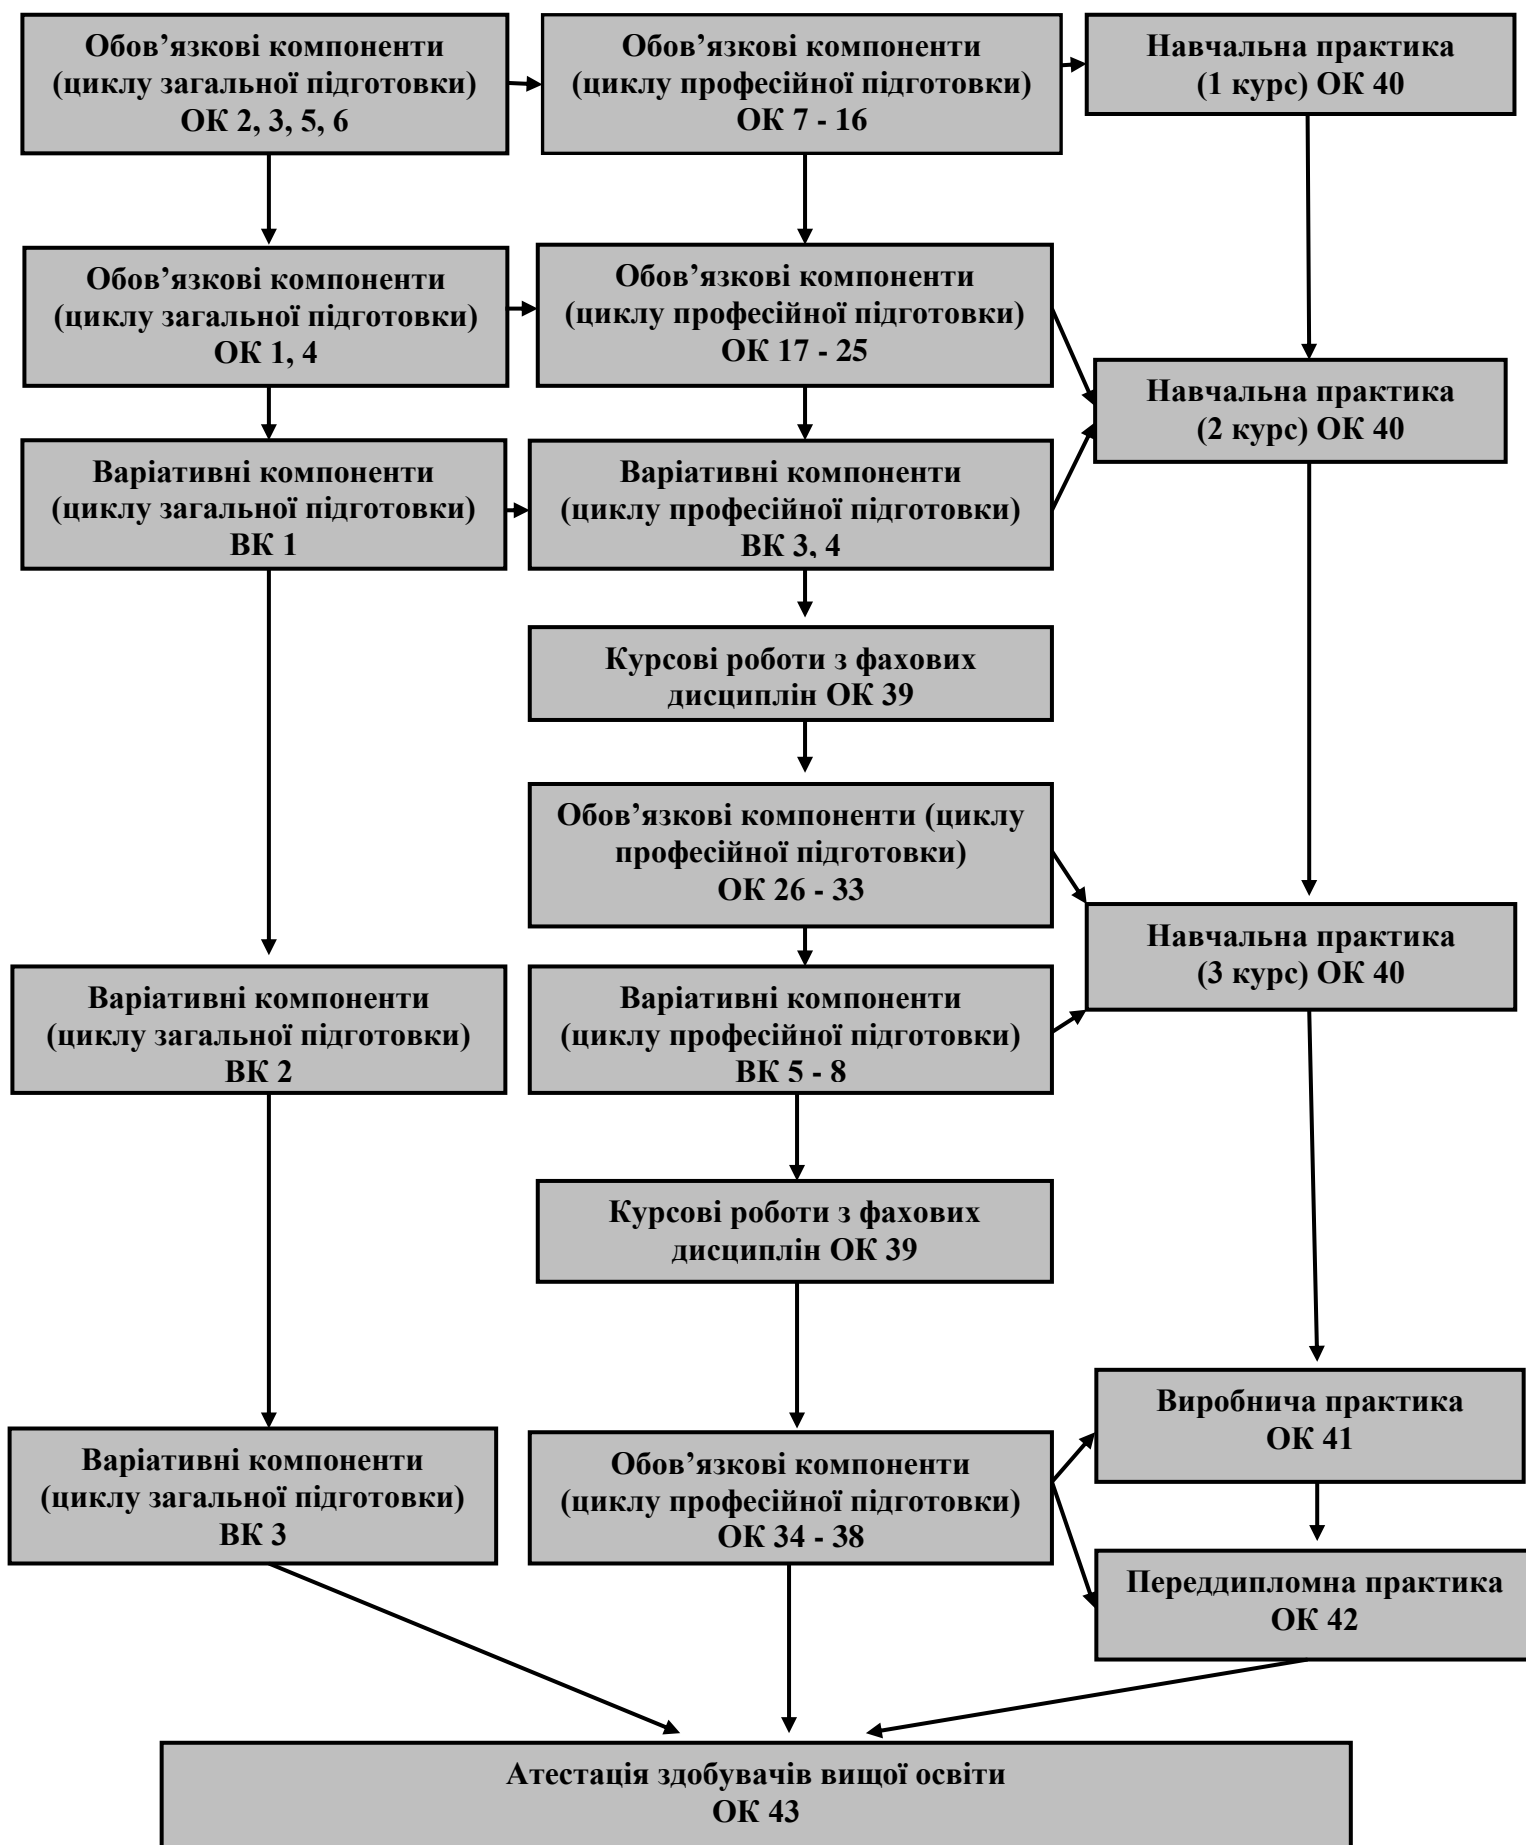 Обов’язкові компоненти
(циклу загальної підготовки)
ОК 2, 3, 5, 6
Обов’язкові компоненти
(циклу професійної підготовки)
ОК 7 - 16
Навчальна практика
(1 курс) ОК 40
Обов’язкові компоненти
(циклу загальної підготовки)
ОК 1, 4
Обов’язкові компоненти
(циклу професійної підготовки)
ОК 17 - 25
Навчальна практика
(2 курс) ОК 40
Варіативні компоненти
(циклу загальної підготовки)
ВК 1
Варіативні компоненти
(циклу професійної підготовки)
ВК 3, 4
Курсові роботи з фахових
дисциплін ОК 39
Обов’язкові компоненти (циклу
професійної підготовки)
ОК 26 - 33
Навчальна практика
(3 курс) ОК 40
Варіативні компоненти
(циклу загальної підготовки)
ВК 2
Варіативні компоненти
(циклу професійної підготовки)
ВК 5 - 8
Курсові роботи з фахових
дисциплін ОК 39
Виробнича практика
ОК 41
Варіативні компоненти
(циклу загальної підготовки)
ВК 3
Обов’язкові компоненти
(циклу професійної підготовки)
ОК 34 - 38
Переддипломна практика
ОК 42
Атестація здобувачів вищої освіти
ОК 43